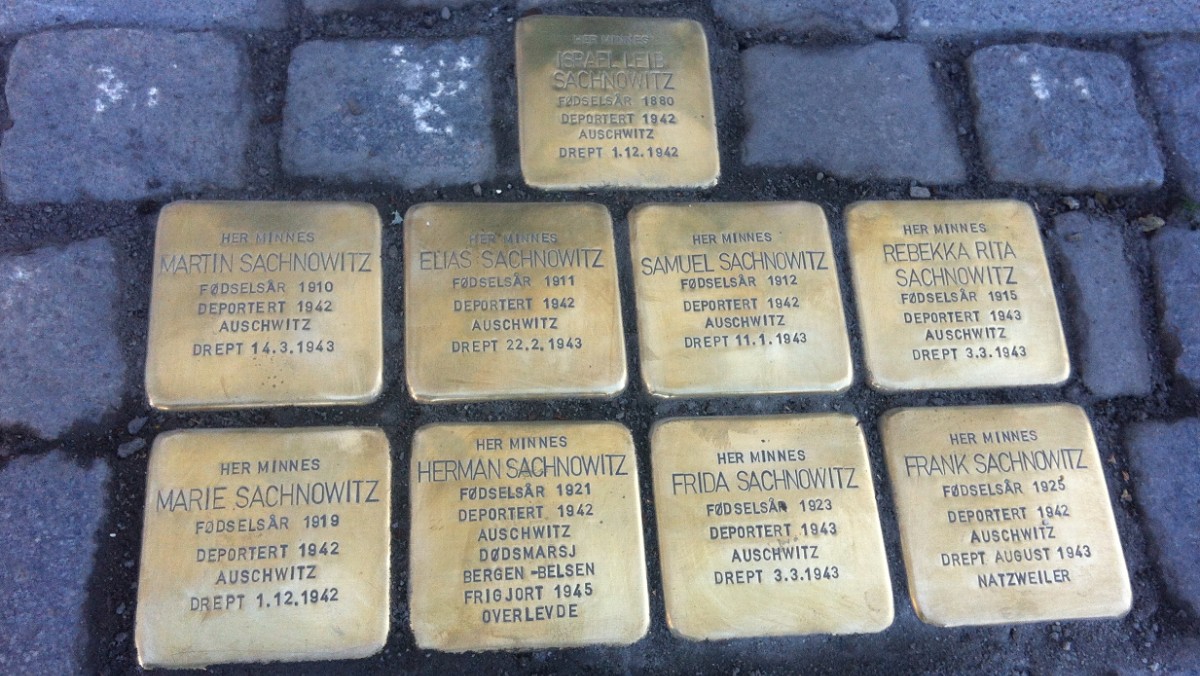 HER MINNES
ISRAEL LEIB
SACHNOWITZ
FØDSELSÅR 1880
DEPORTERT 1942
AUSCHWITZ
DREPT 1.12.1942
HER MINNES
MARTIN SACHNOWITZ
FØDSELSÅR 1910
DEPORTERT 1942
AUSCHWITZ
DREPT 14.3.1943
HER MINNES
ELIAS SACHNOWITZ
FØDSELSÅR 1911
DEPORTERT 1942
AUSCHWITZ
DREPT 22.2.1943
HER MINNES
SAMUEL SACHNOWITZ
FØDSELSÅR 1912
DEPORTERT 1942
AUSCHWITZ
DREPT 11.1.1943
HER MINNES
REBEKKA RITA
SACHNOWITZ
FØDSELSÅR 1915
DEPORTERT 1943
AUSCHWITZ
DREPT 3.3.1943
HER MINNES
MARIE SACHNOWITZ
FØDSELSÅR 1919
DEPORTERT 1942
AUSCHWITZ
DREPT 1.12.1942
HER MINNES
HERMAN SACHNOWITZ
FØDSELSÅR 1921
DEPORTERT 1942
AUSCHWITZ
DØDSMARSJ
BERGEN-BELSEN
FRIGJORT 1945
OVERLEVDE
HER MINNES
FRIDA SACHNOWITZ
FØDSELSÅR 1923
DEPORTERT 1943
AUSCHWITZ
DREPT 3.3.1943
HER MINNES
FRANK SACHNOWITZ
FØDSELSÅR 1925
DEPORTERT 1942
AUSCHWITZ
DREPT AUGUST 1943
NATZWEILER